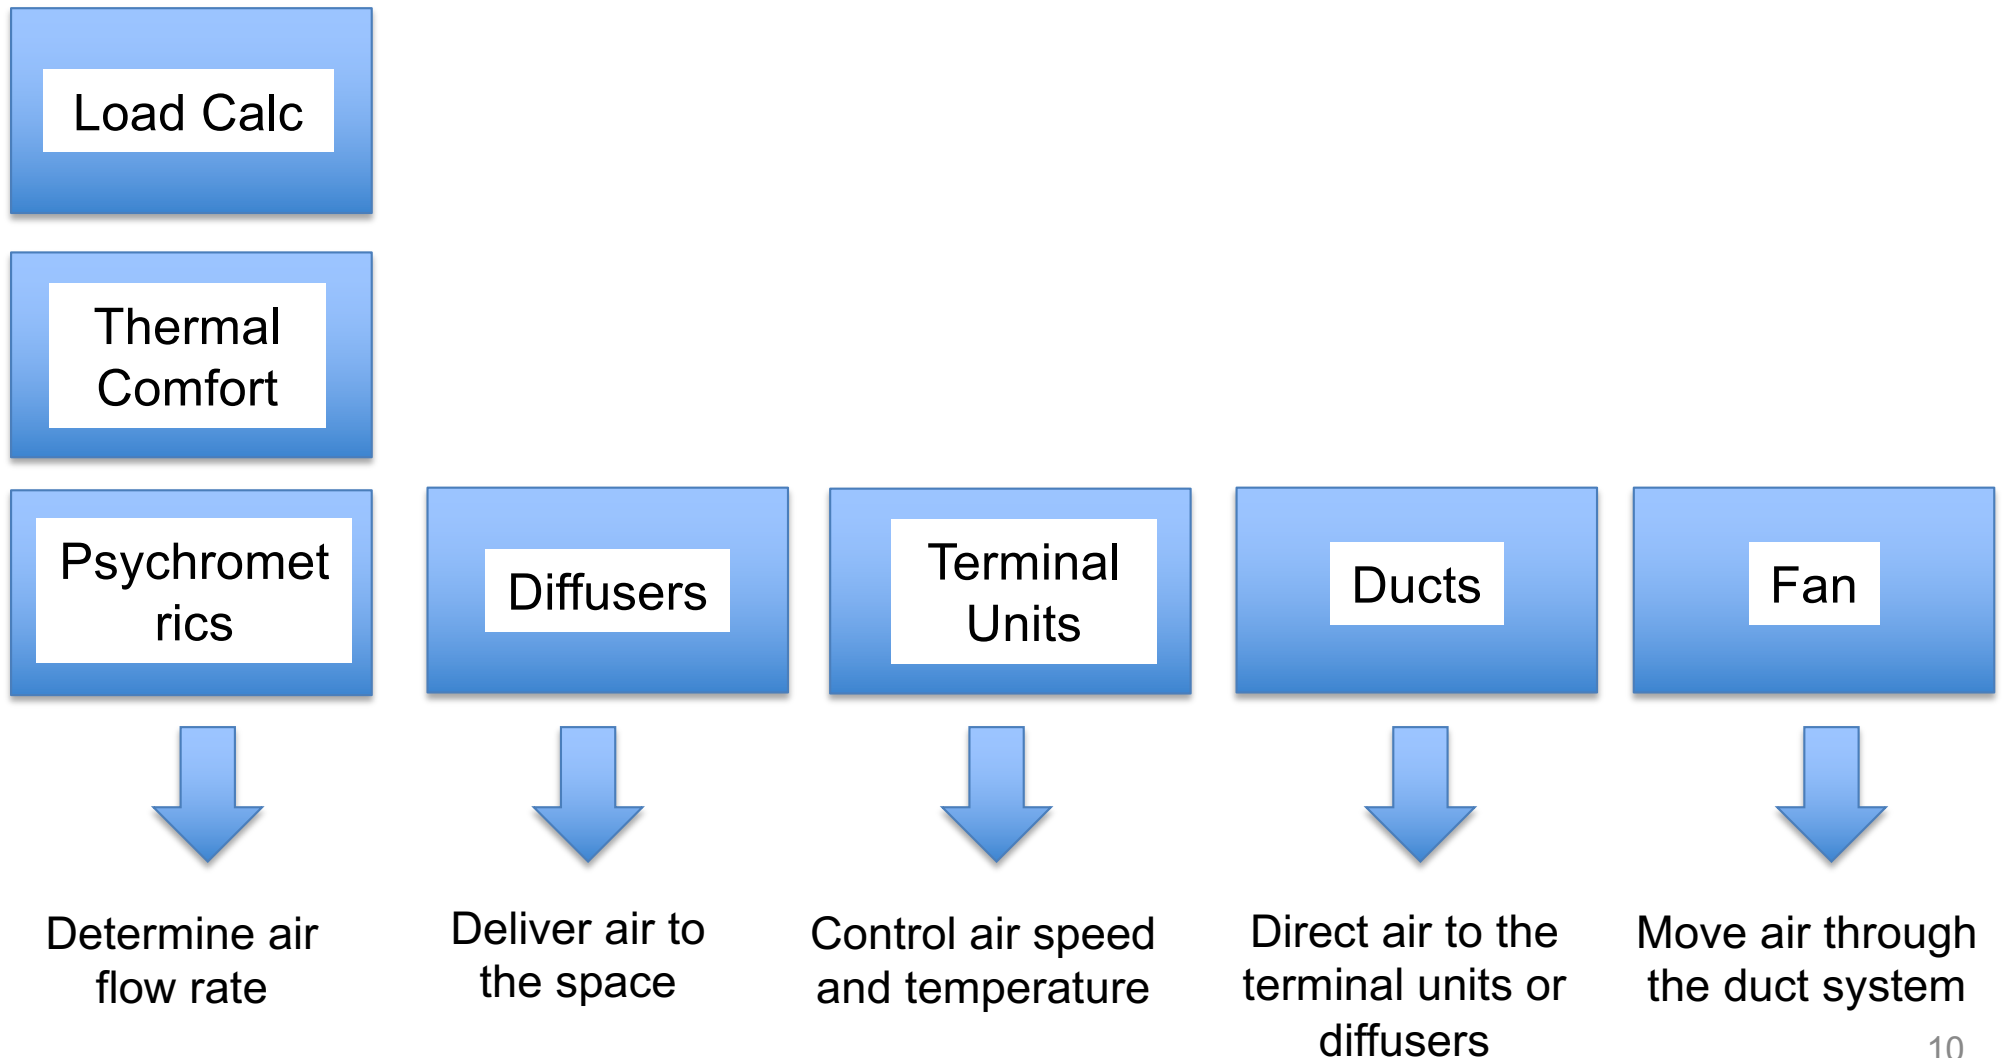 Load Calc
Thermal
Comfort
Psychromet
rics
Diffusers
Terminal
Units
Ducts
Fan
Determine air
flow rate
Deliver air to
the space
Control air speed
and temperature
Direct air to the
terminal units or
diffusers
Move air through
the duct system
10